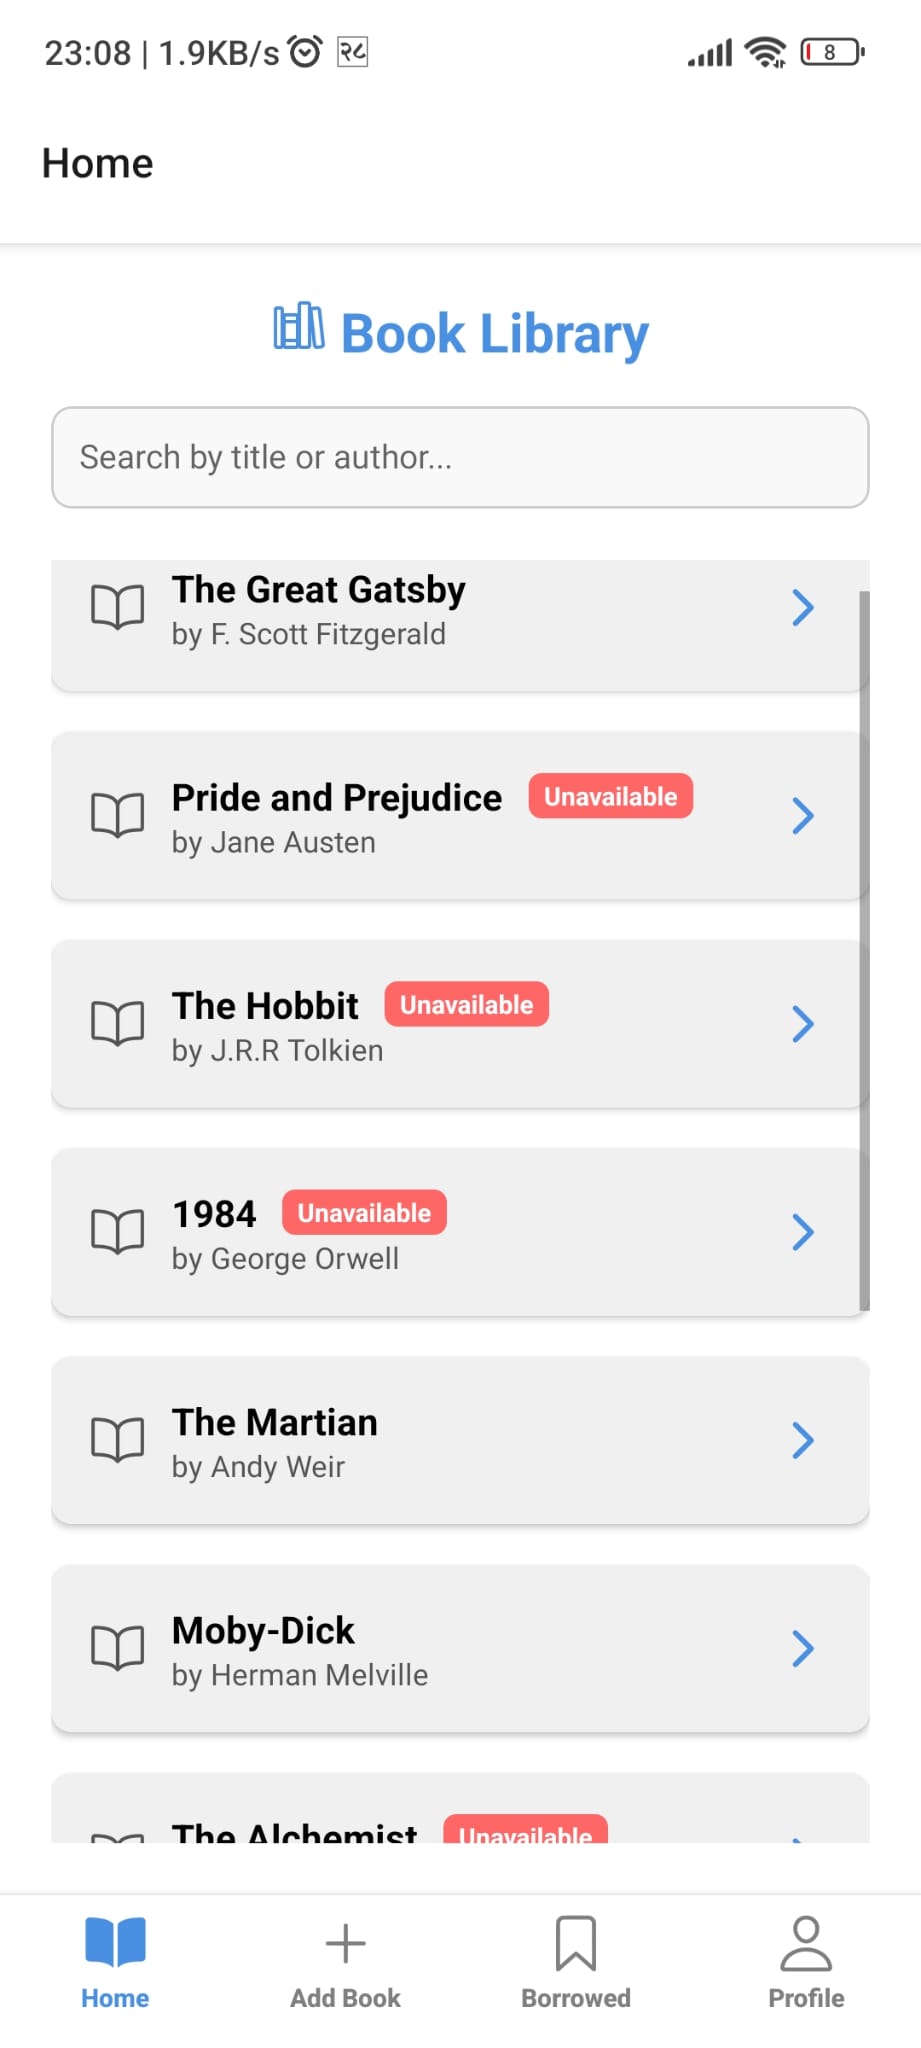 23:08 | 1.9KB/s २८ 8
Home
Book Library
Search by title or author...
The Great Gatsby
by F. Scott Fitzgerald
Pride and Prejudice Unavailable
by Jane Austen
The Hobbit Unavailable
by J.R.R Tolkien
1984 Unavailable
by George Orwell
The Martian
by Andy Weir
Moby-Dick
by Herman Melville
The Alchemist Unavailable
Home Add Book Borrowed Profile